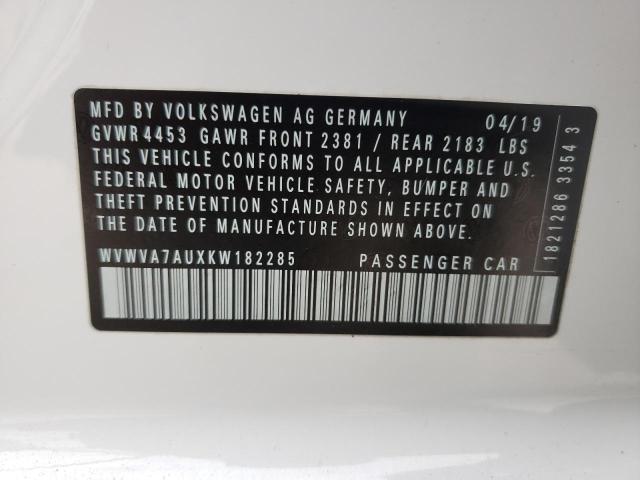 MFD BY VOLKSWAGEN AG GERMANY 04/19
GVWR 4453 GAWR FRONT 2381 / REAR 2183 LBS
THIS VEHICLE CONFORMS TO ALL APPLICABLE U.S.
FEDERAL MOTOR VEHICLE SAFETY, BUMPER AND
THEFT PREVENTION STANDARDS IN EFFECT ON
THE DATE OF MANUFACTURE SHOWN ABOVE.
WVWVA7AUXKW182285 PASSENGER CAR
1821286 3354 3